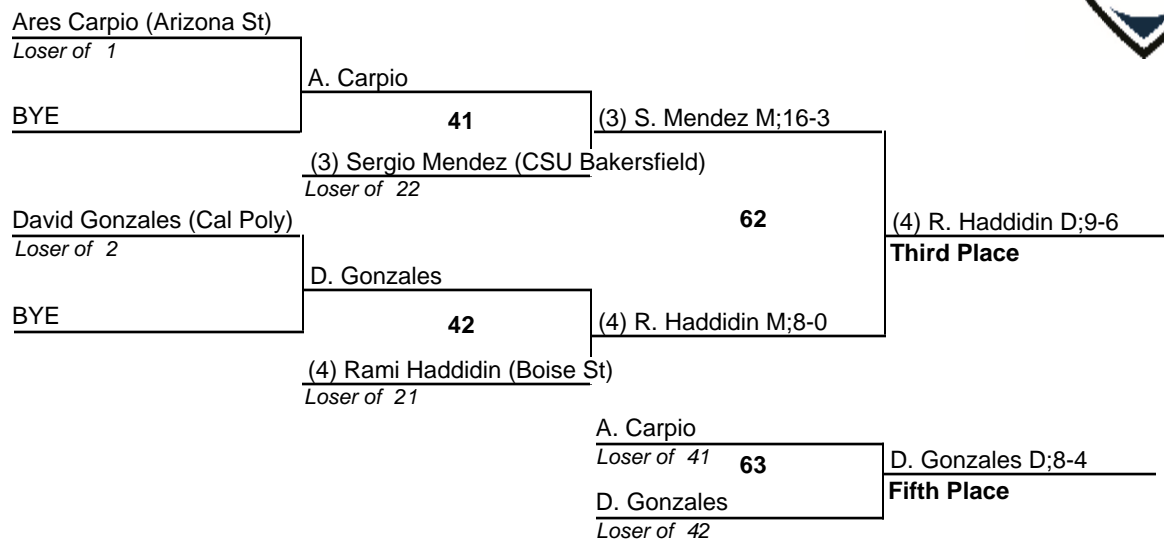 Ares Carpio (Arizona St)
Loser of 1
A. Carpio
BYE
41
(3) S. Mendez M;16-3
(3) Sergio Mendez (CSU Bakersfield)
Loser of 22
David Gonzales (Cal Poly)
Loser of 2
62
(4) R. Haddidin D;9-6
Third Place
D. Gonzales
BYE
42
(4) R. Haddidin M;8-0
(4) Rami Haddidin (Boise St)
Loser of 21
A. Carpio
Loser of 41
63
D. Gonzales D;8-4
Fifth Place
D. Gonzales
Loser of 42